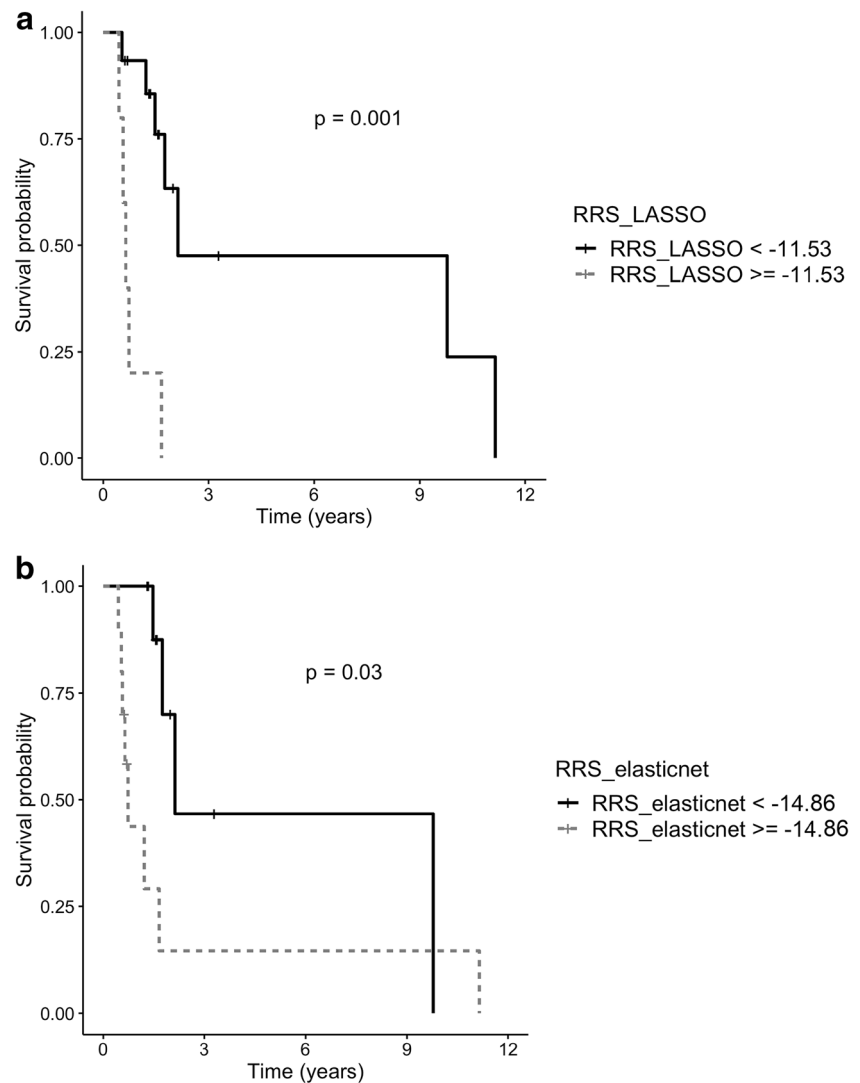 a
1.00
0.75
0.50
0.25
0.00
Survival probability
p = 0.001
0 3 6 9 12
Time (years)
RRS_LASSO
RRS_LASSO < -11.53
RRS_LASSO >= -11.53
b
1.00
0.75
0.50
0.25
0.00
Survival probability
p = 0.03
0 3 6 9 12
Time (years)
RRS_elasticnet
RRS_elasticnet < -14.86
RRS_elasticnet >= -14.86